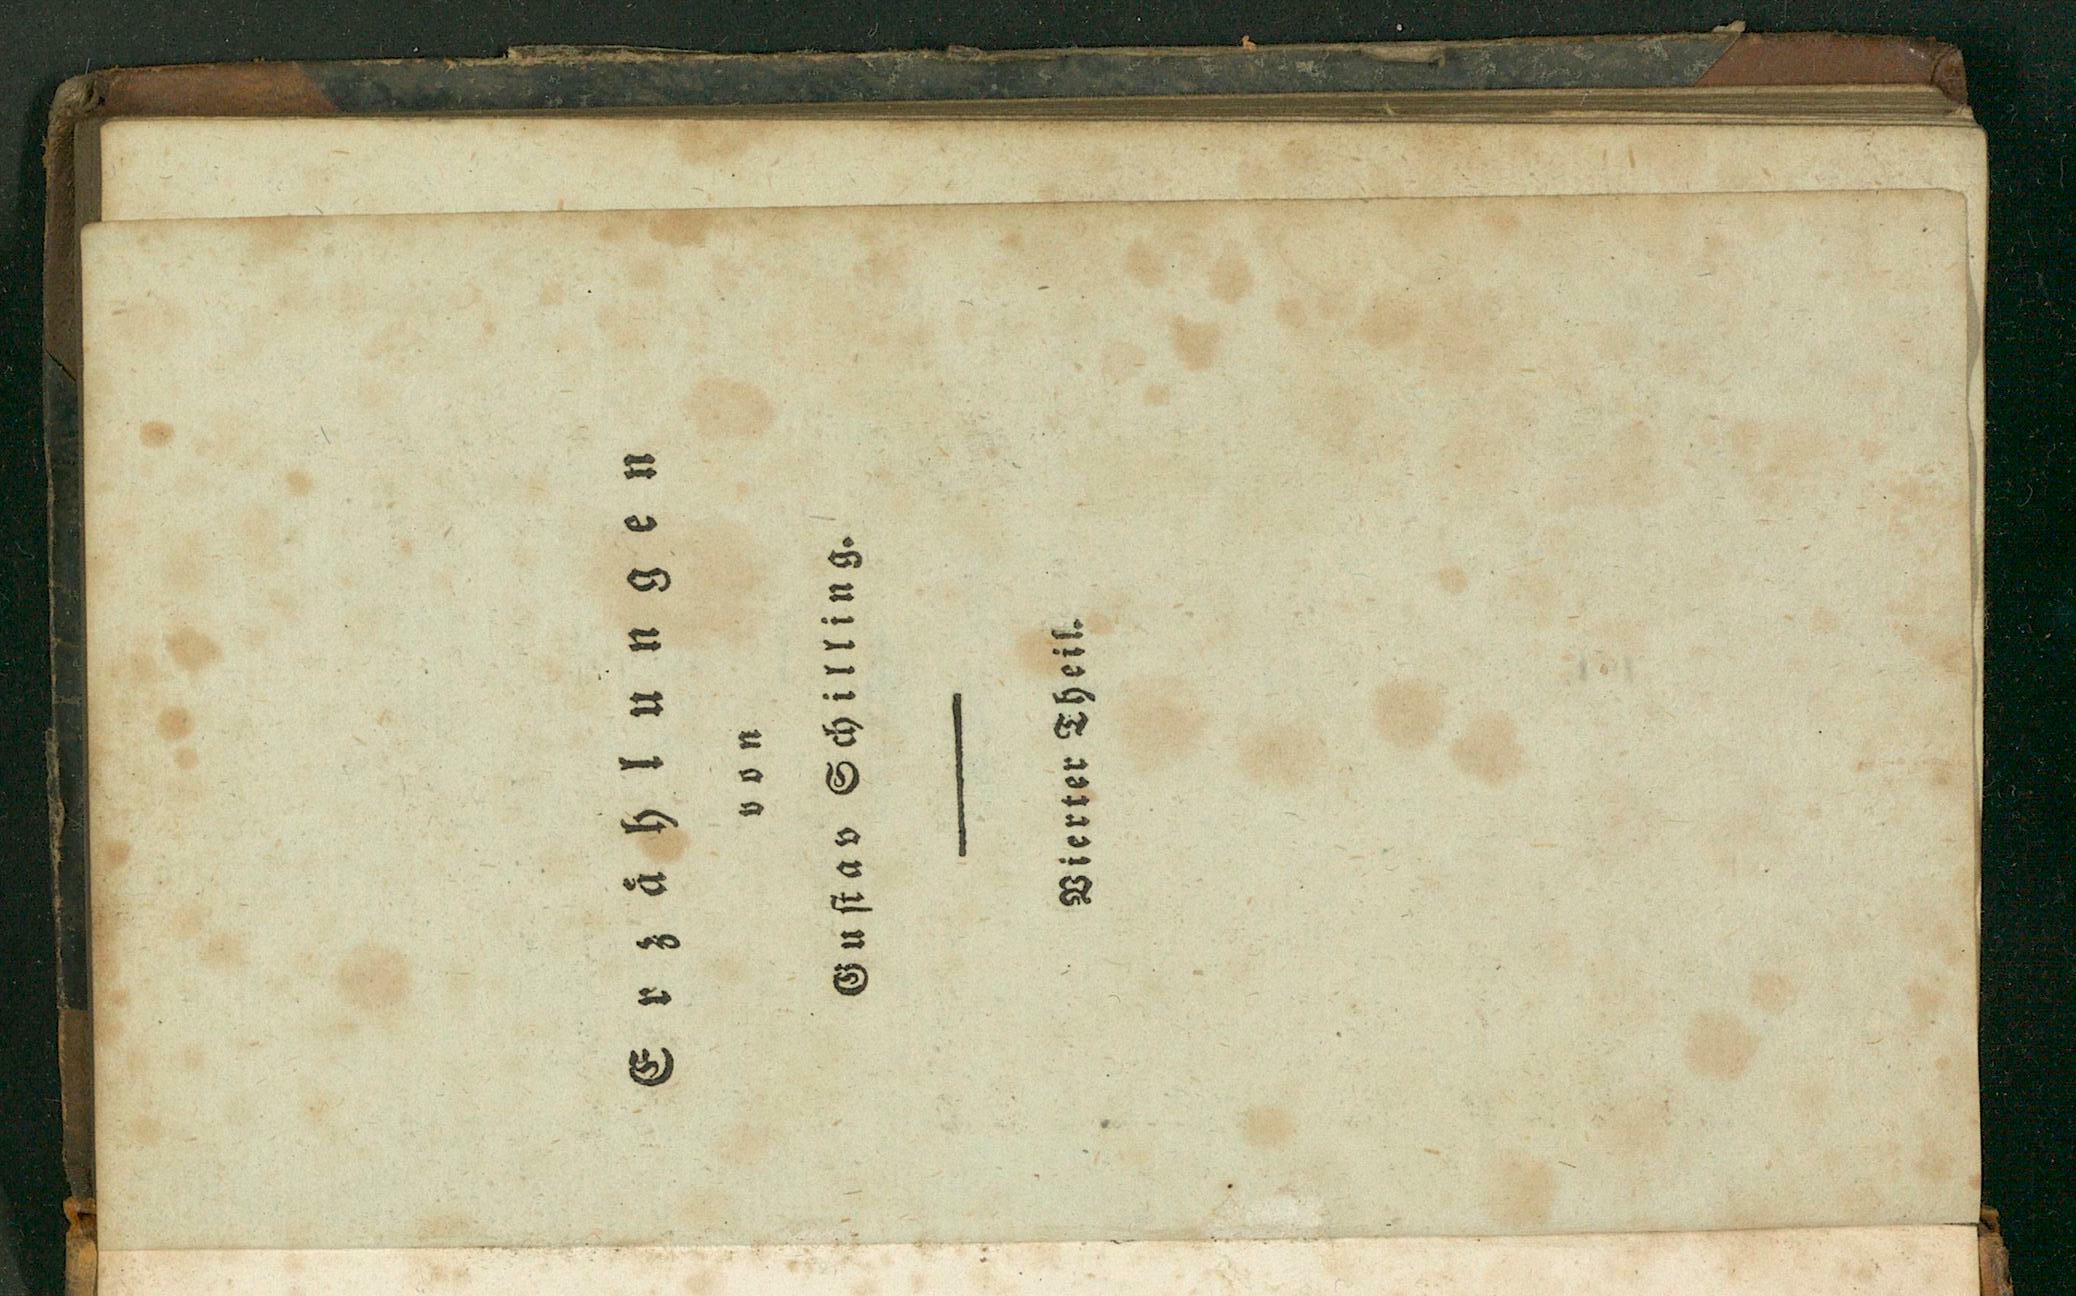 Erzählungen
von
Guſtav Schilling.
Vierter Theil.